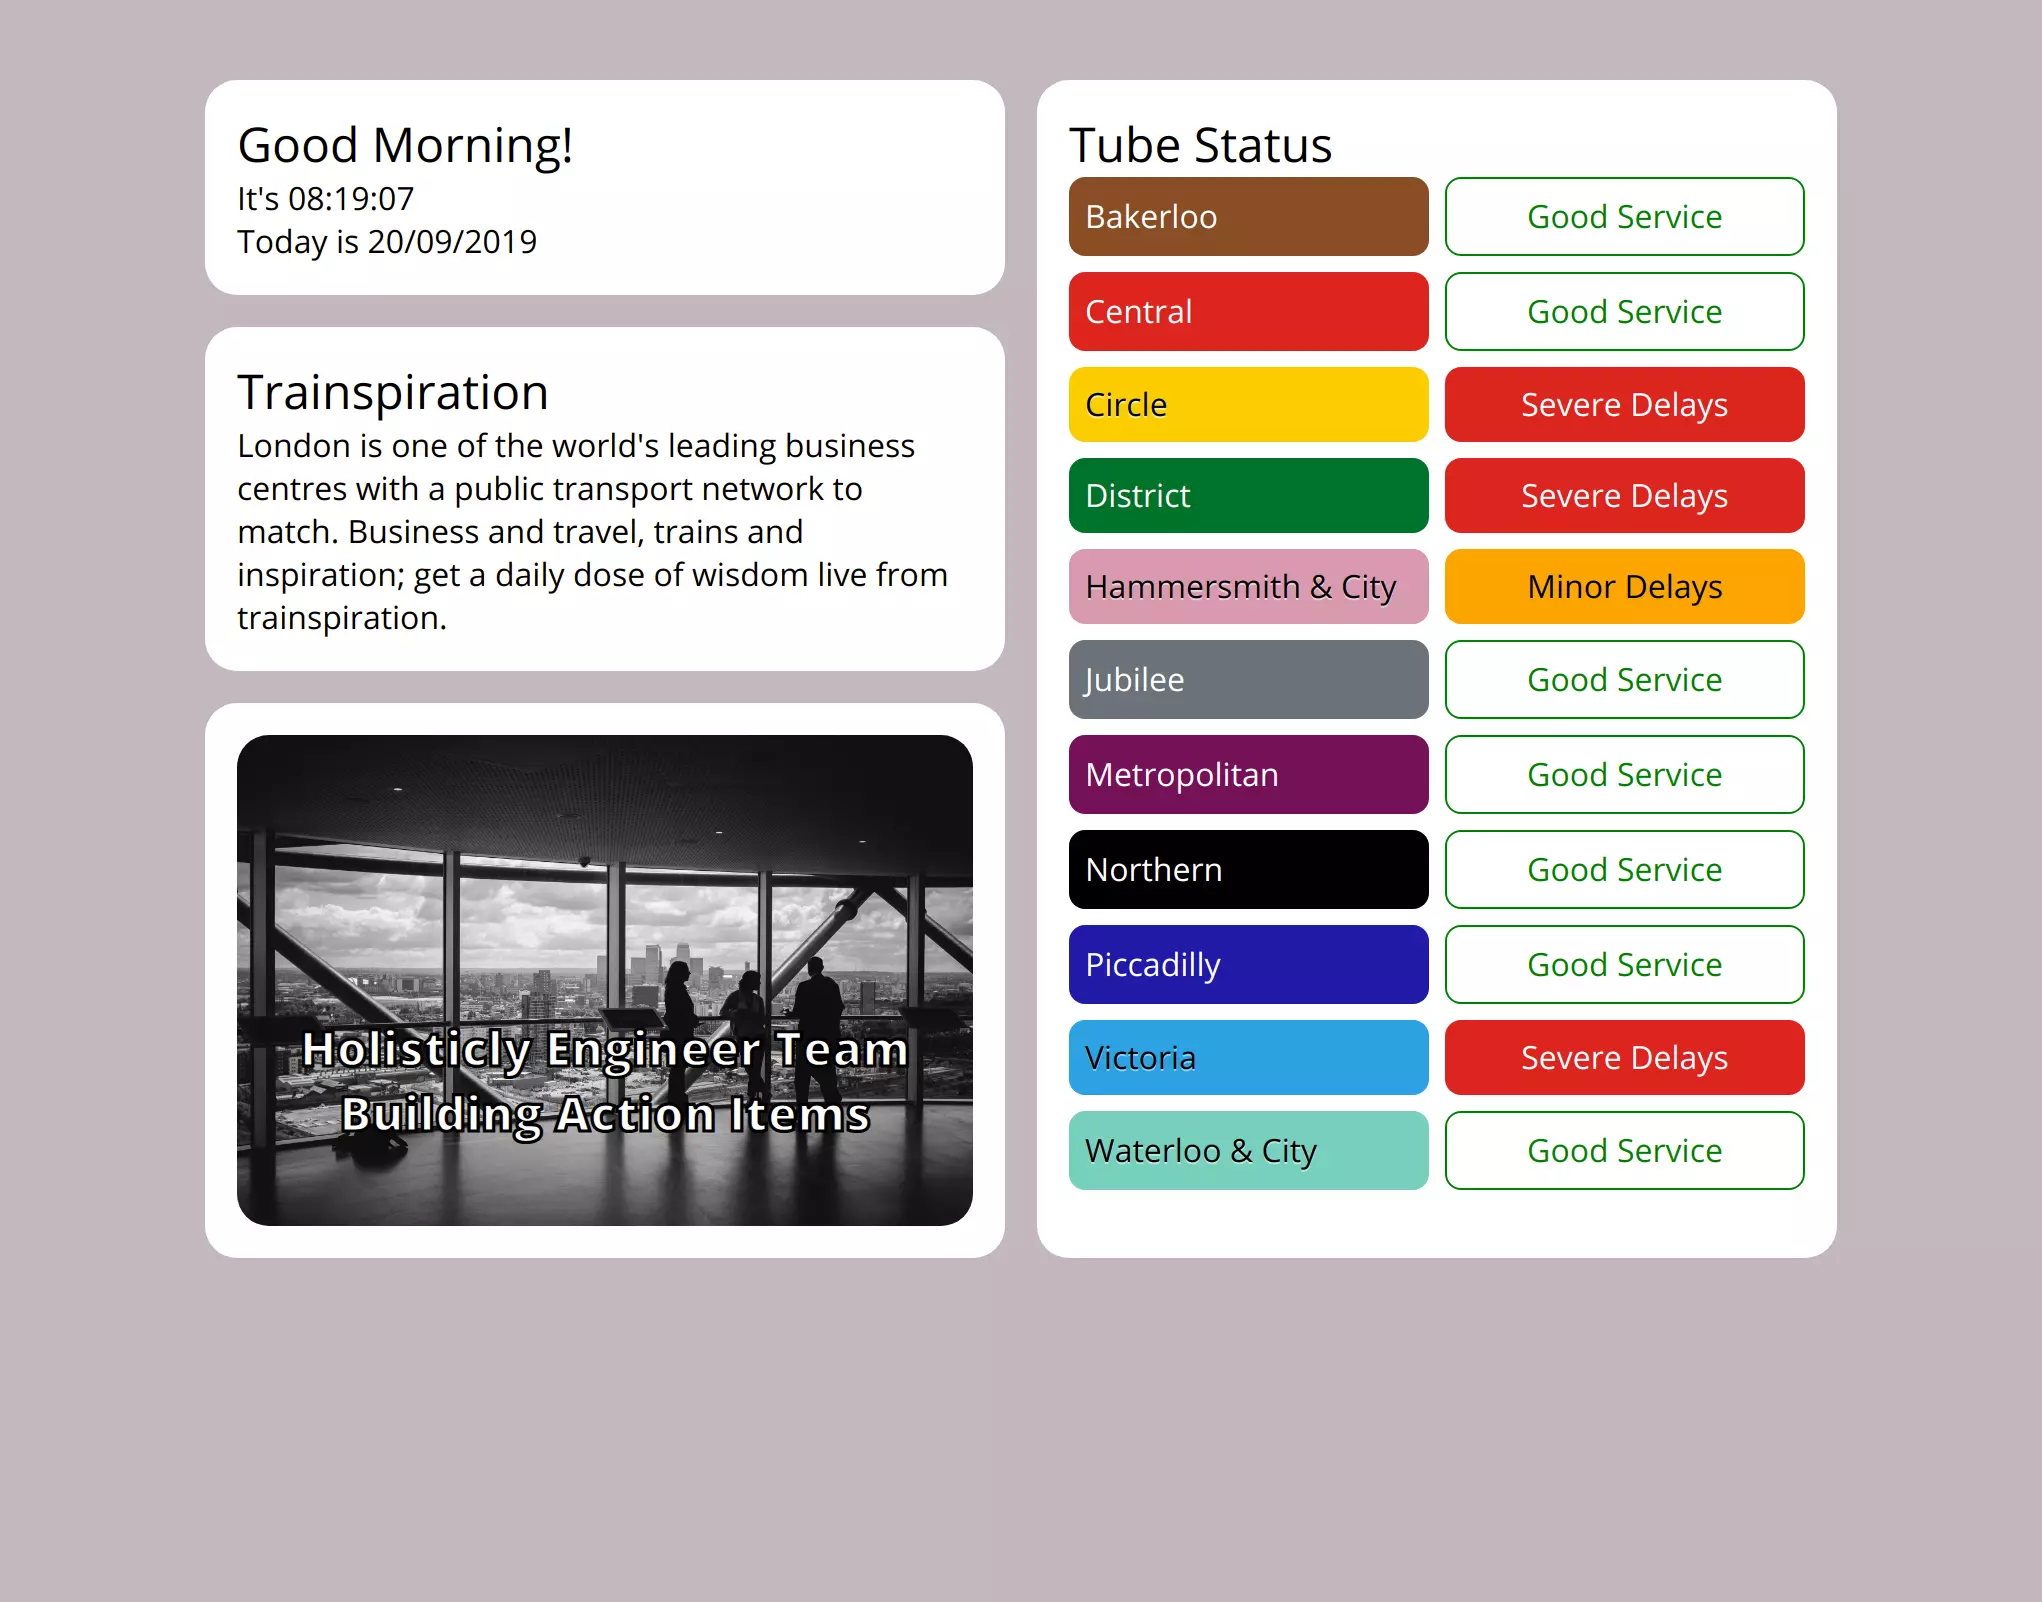 Good Morning!
It's 08:19:07
Today is 20/09/2019
Trainspiration
London is one of the world's leading business
centres with a public transport network to
match. Business and travel, trains and
inspiration; get a daily dose of wisdom live from
trainspiration.
Holisticly Engineer Team
Building Action Items
Tube Status
Bakerloo Good Service
Central Good Service
Circle Severe Delays
District Severe Delays
Hammersmith & City Minor Delays
Jubilee Good Service
Metropolitan Good Service
Northern Good Service
Piccadilly Good Service
Victoria Severe Delays
Waterloo & City Good Service